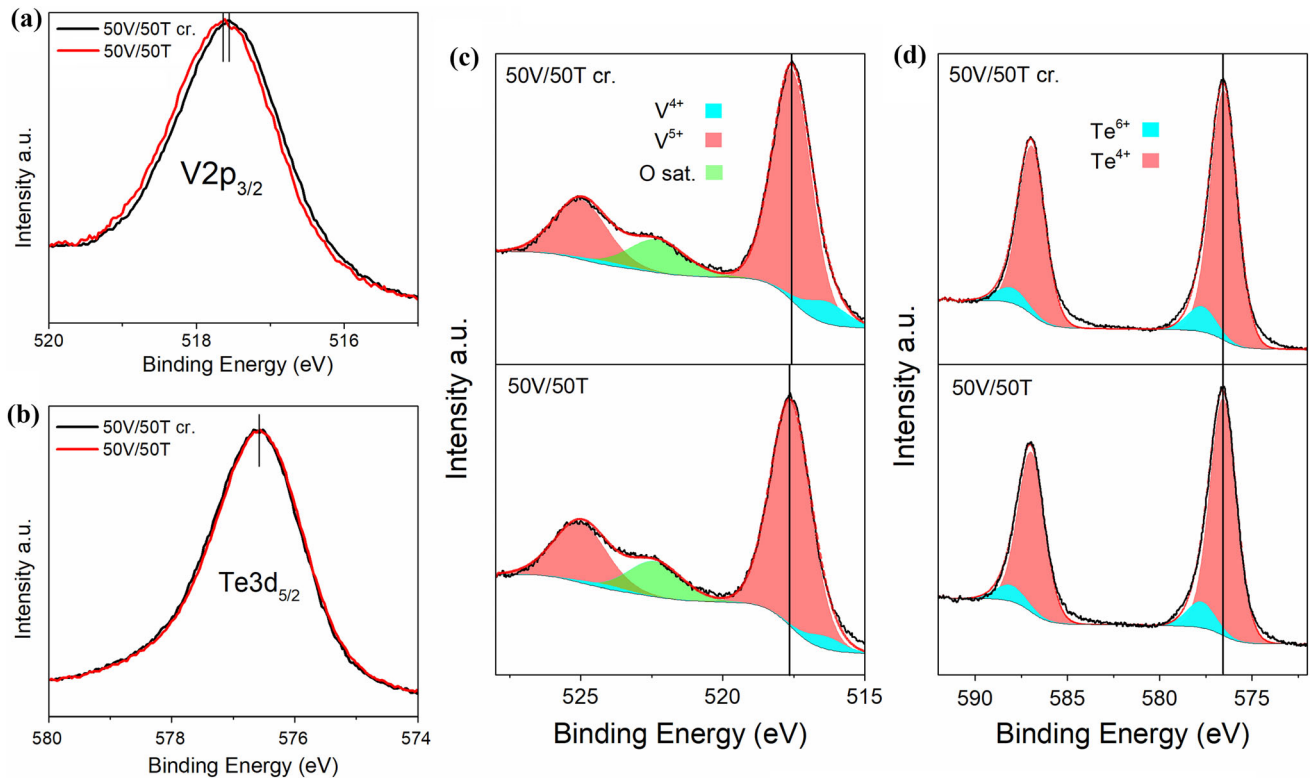 (a)
50V/50T cr.
50V/50T
V2p3/2
Intensity a.u.
520 518 516
Binding Energy (eV)
(b)
50V/50T cr.
50V/50T
Te3d5/2
Intensity a.u.
580 578 576 574
Binding Energy (eV)
(c)
50V/50T cr.
V4+
V5+
O sat.
50V/50T
Intensity a.u.
525 520 515
Binding Energy (eV)
(d)
50V/50T cr.
Te6+
Te4+
50V/50T
Intensity a.u.
590 585 580 575
Binding Energy (eV)